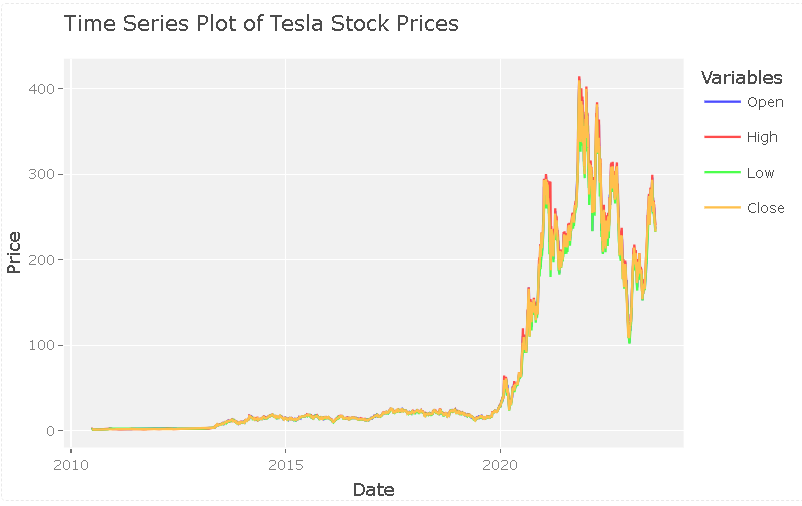 Time Series Plot of Tesla Stock Prices
Variables
Open
High
Low
Close
Price
400
300
200
100
0
2010
2015
2020
Date